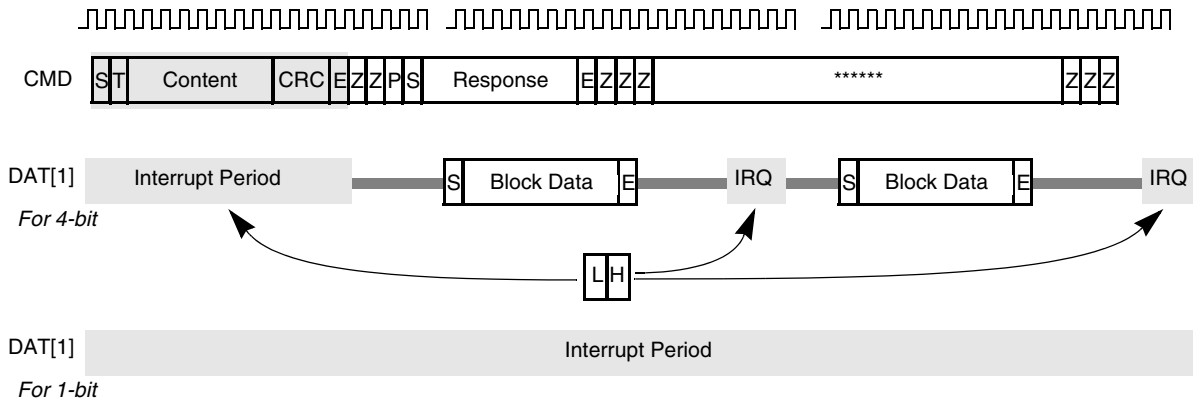 CMD S T Content CRC E Z Z P S Response E Z Z Z ****** Z Z Z
DAT[1] Interrupt Period S Block Data E IRQ S Block Data E IRQ
For 4-bit
L H
DAT[1] Interrupt Period
For 1-bit